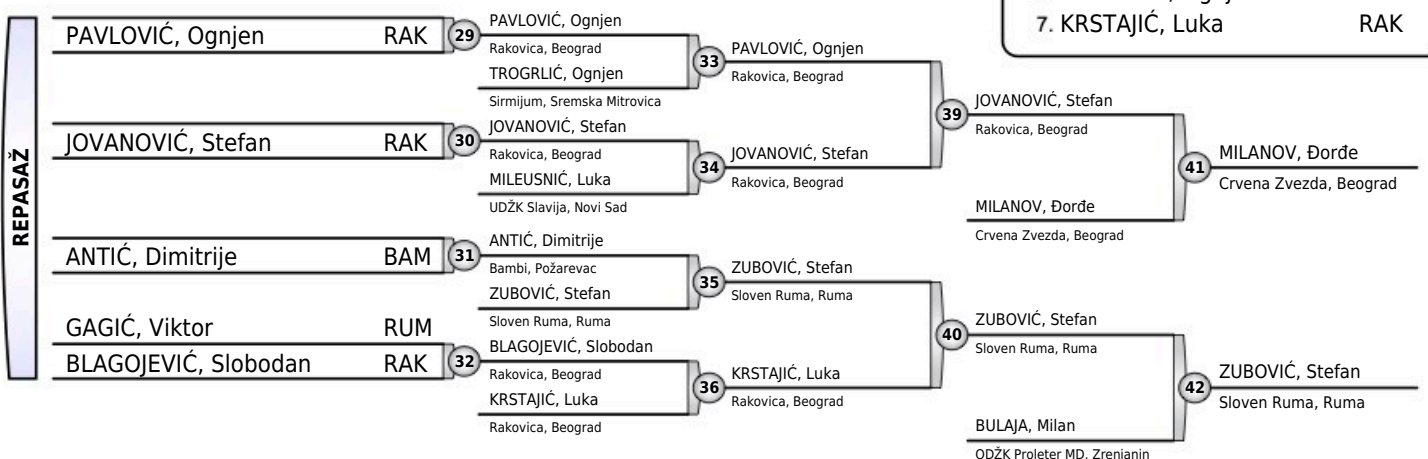 7. KRSTAJIĆ, Luka RAK
REPASAŽ
PAVLOVIĆ, Ognjen RAK
JOVANOVIĆ, Stefan RAK
ANTIĆ, Dimitrije BAM
GAGIĆ, Viktor RUM
BLAGOJEVIĆ, Slobodan RAK
29
PAVLOVIĆ, Ognjen
Rakovica, Beograd
TROGRLIĆ, Ognjen
Sirmijum, Sremska Mitrovica
30
JOVANOVIĆ, Stefan
Rakovica, Beograd
MILEUSNIĆ, Luka
UDŽK Slavija, Novi Sad
31
ANTIĆ, Dimitrije
Bambi, Požarevac
ZUBOVIĆ, Stefan
Sloven Ruma, Ruma
32
BLAGOJEVIĆ, Slobodan
Rakovica, Beograd
KRSTAJIĆ, Luka
Rakovica, Beograd
33
PAVLOVIĆ, Ognjen
Rakovica, Beograd
34
JOVANOVIĆ, Stefan
Rakovica, Beograd
35
ZUBOVIĆ, Stefan
Sloven Ruma, Ruma
36
KRSTAJIĆ, Luka
Rakovica, Beograd
39
JOVANOVIĆ, Stefan
Rakovica, Beograd
MILANOV, Đorđe
Crvena Zvezda, Beograd
40
ZUBOVIĆ, Stefan
Sloven Ruma, Ruma
BULAJA, Milan
ODŽK Proleter MD, Zrenjanin
41
MILANOV, Đorđe
Crvena Zvezda, Beograd
42
ZUBOVIĆ, Stefan
Sloven Ruma, Ruma